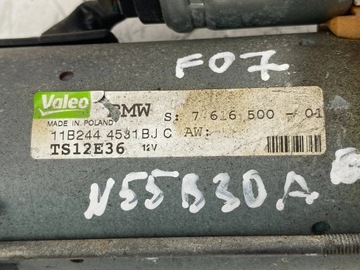 F07
Valeo BMW S: 7 616 500 - 01
MADE IN POLAND
11B244 4531BJ C AW:
TS12E36 12V
N55B30A